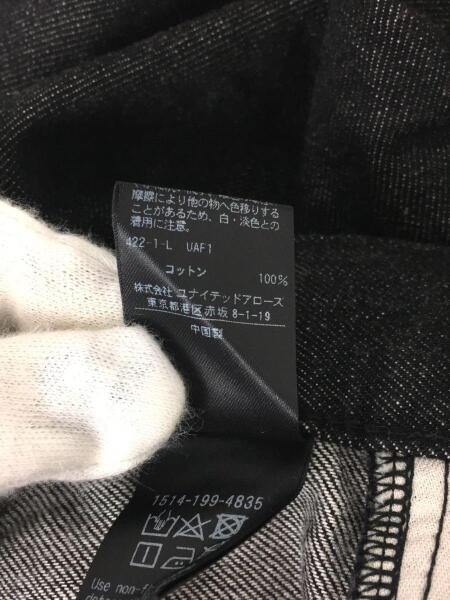 摩擦により他の物へ色移りする
ことがあるため、白・淡色との
着用に注意。
422-1-L UAF1
コットン 100%
株式会社 ユナイテッドアローズ
東京都港区赤坂 8-1-19
中国製
1514-199-4835
Use